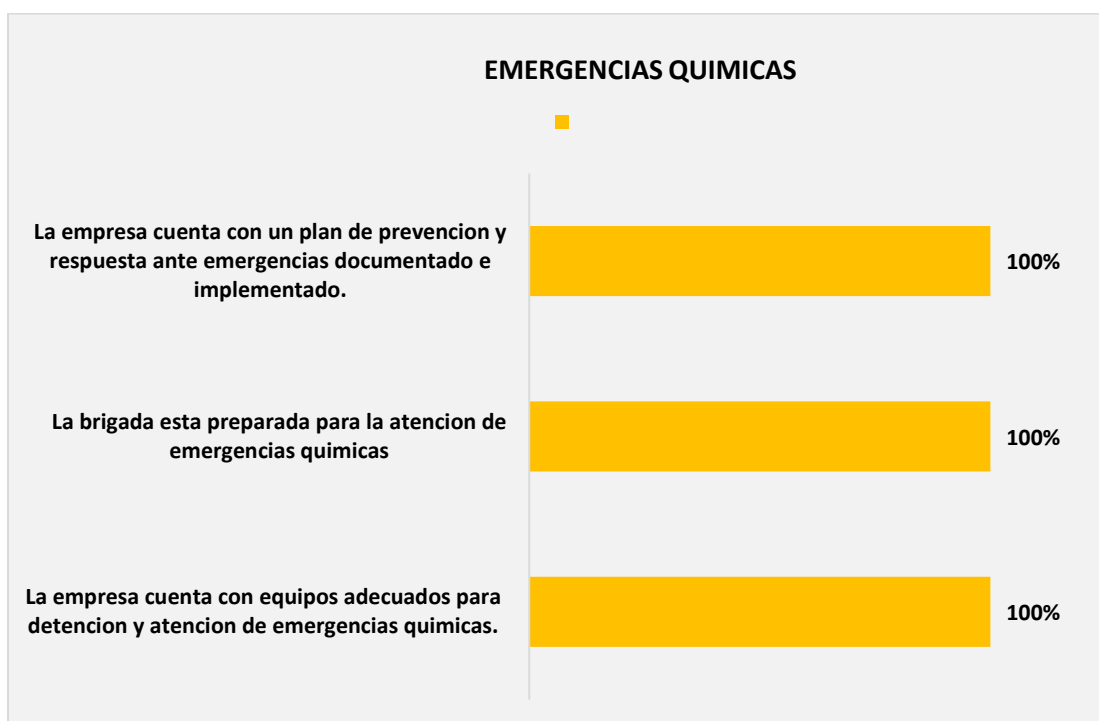 EMERGENCIAS QUIMICAS
La empresa cuenta con un plan de prevencion y
respuesta ante emergencias documentado e
implementado.
100%
La brigada esta preparada para la atencion de
emergencias quimicas
100%
La empresa cuenta con equipos adecuados para
detencion y atencion de emergencias quimicas.
100%